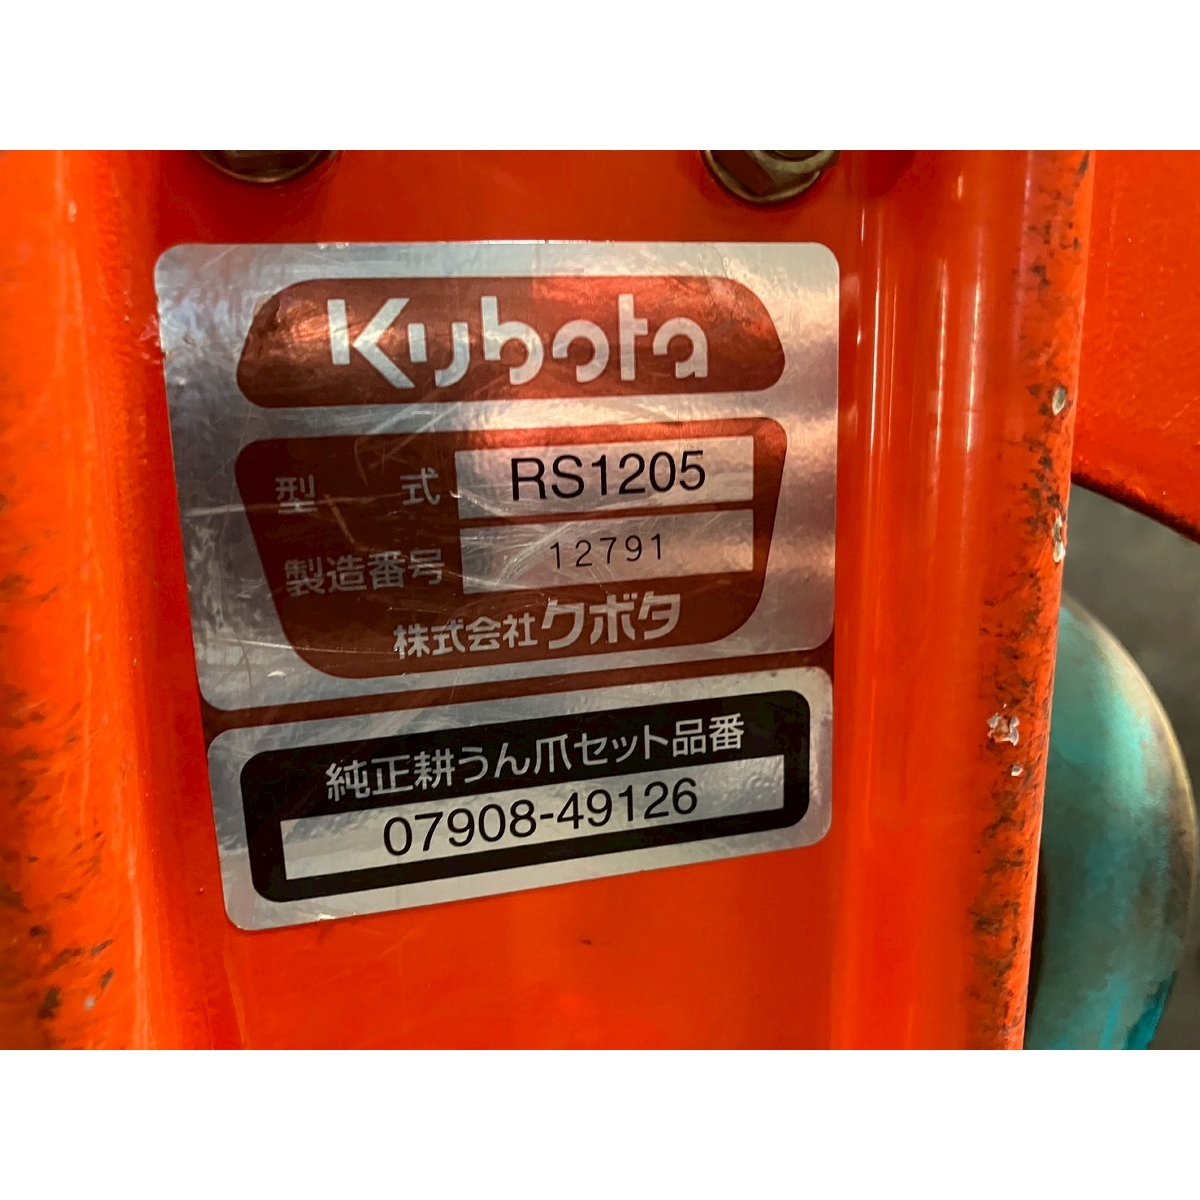 Kubota
型式 RS1205
製造番号 12791
株式会社クボタ
純正耕うん爪セット品番
07908-49126